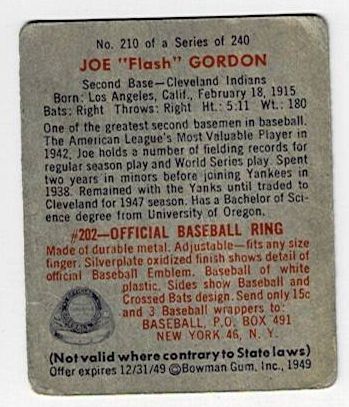 No. 210 of a Series of 240
JOE "Flash" GORDON
Second Base—Cleveland Indians
Born: Los Angeles, Calif., February 18, 1915
Bats: Right Throws: Right Ht.: 5:11 Wt.: 180
One of the greatest second basemen in baseball.
The American League's Most Valuable Player in
1942, Joe holds a number of fielding records for
regular season play and World Series play. Spent
two years in minors before joining Yankees in
1938. Remained with the Yanks until traded to
Cleveland for 1947 season. Has a Bachelor of Sci-
ence degree from University of Oregon.
#202—OFFICIAL BASEBALL RING
Made of durable metal. Adjustable—fits any size
finger. Silverplate oxidized finish shows detail of
official Baseball Emblem. Baseball of white
plastic. Sides show Baseball and
Crossed Bats design. Send only 15c
and 3 Baseball wrappers to:
BASEBALL, P.O. BOX 491
NEW YORK 46, N. Y.
(Not valid where contrary to State laws)
Offer expires 12/31/49 ©Bowman Gum, Inc., 1949